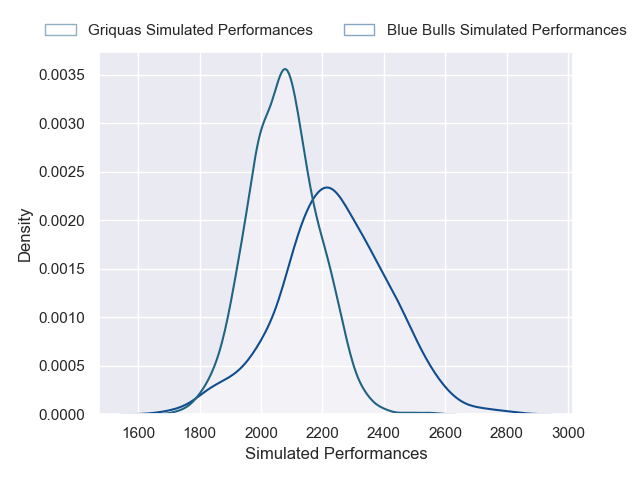 Griquas Simulated Performances Blue Bulls Simulated Performances
0.0035
0.0030
0.0025
0.0020
0.0015
0.0010
0.0005
0.0000
Density
1600 1800 2000 2200 2400 2600 2800 3000
Simulated Performances